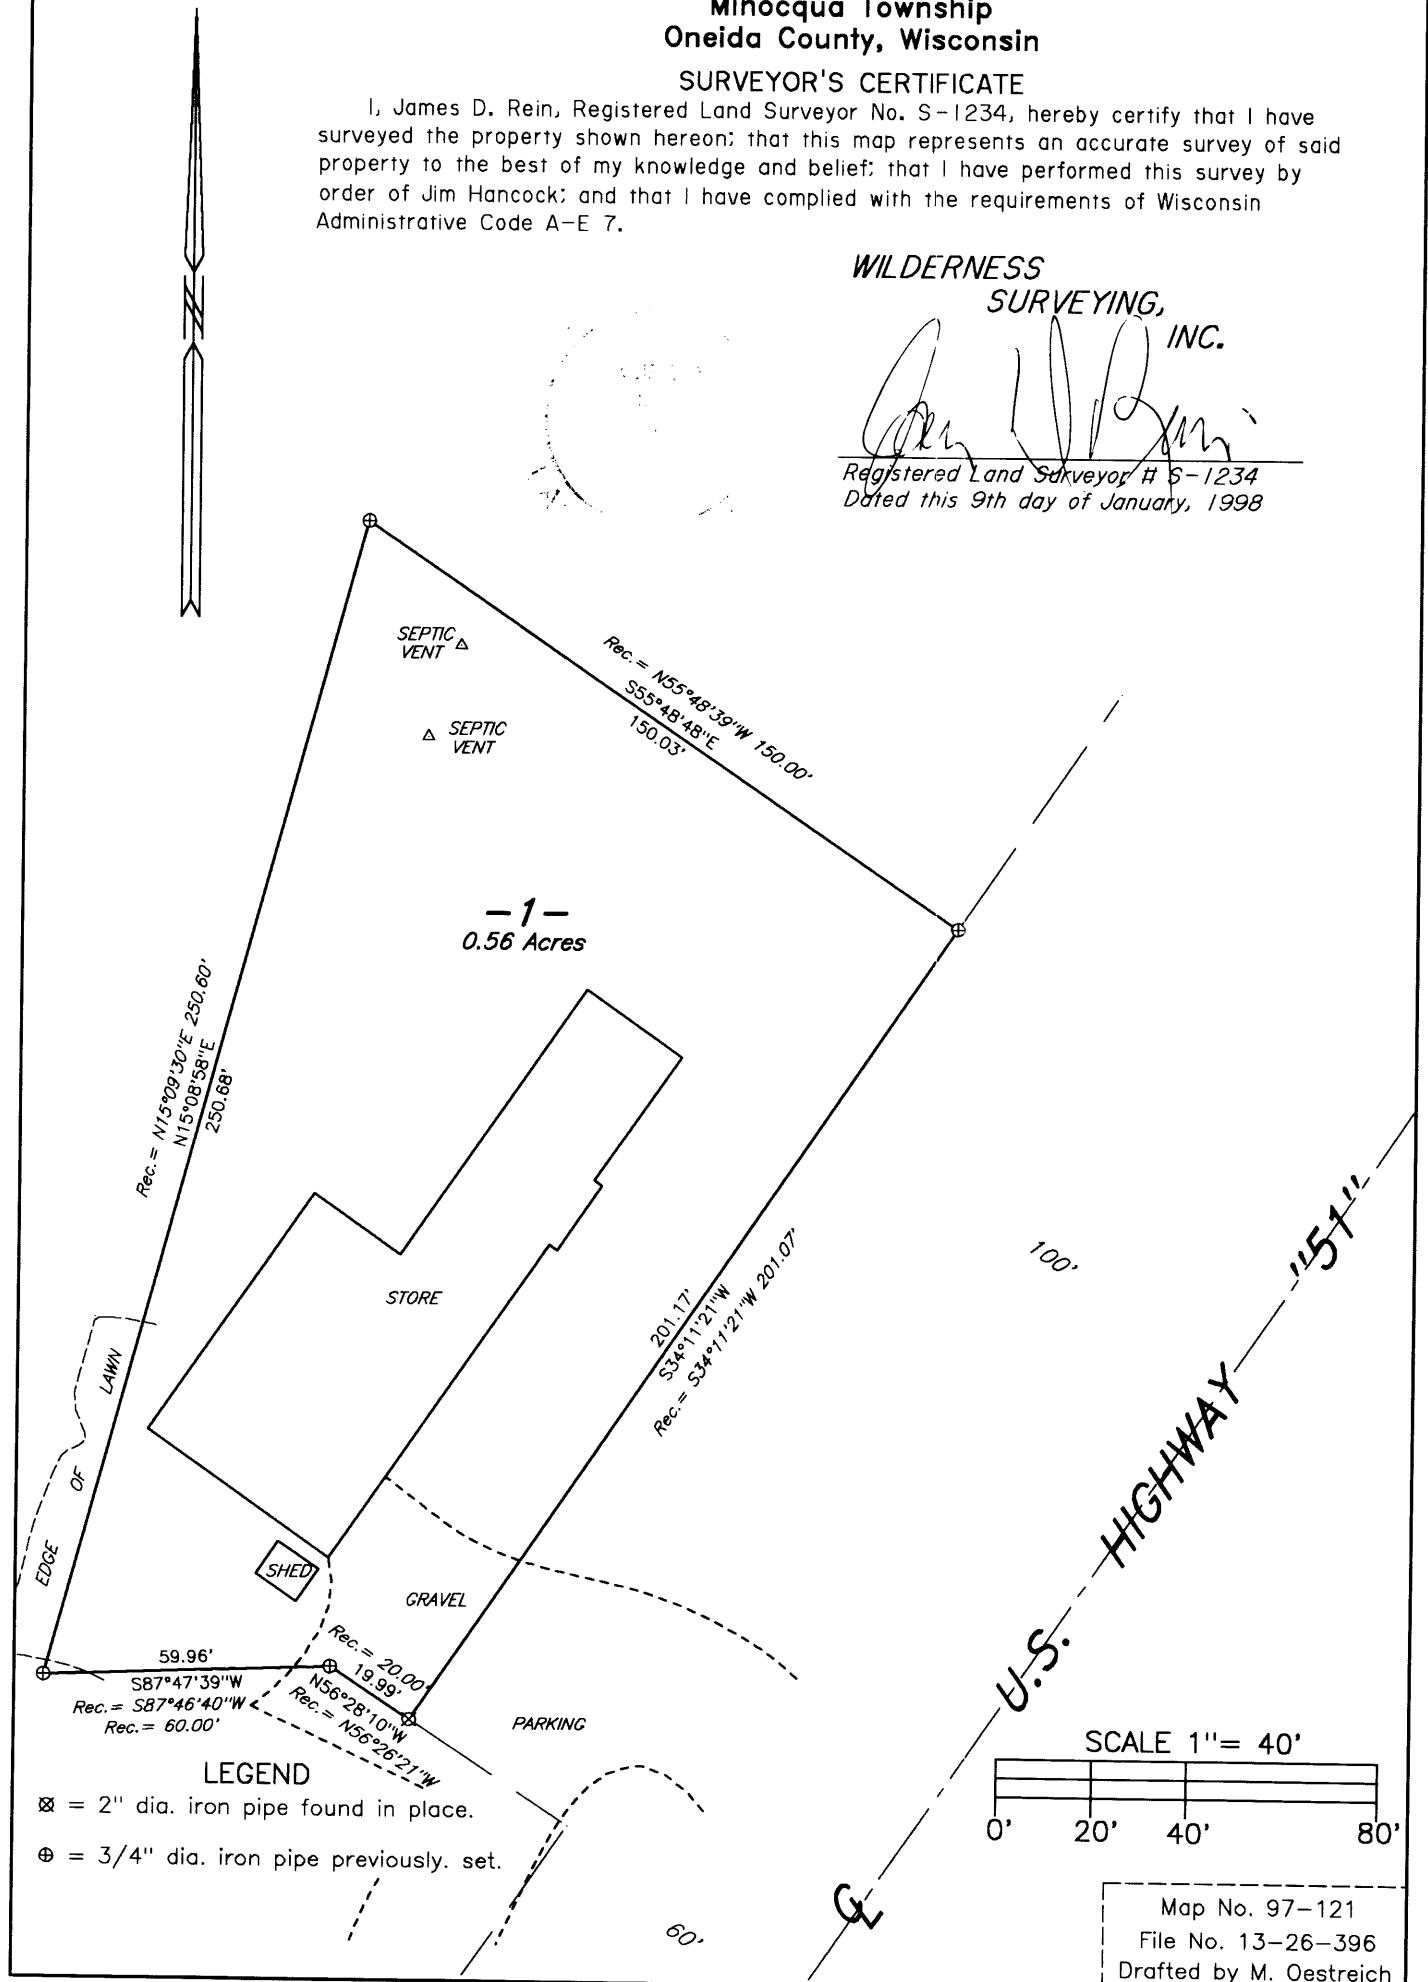 Minocqua Township
Oneida County, Wisconsin
SURVEYOR'S CERTIFICATE
I, James D. Rein, Registered Land Surveyor No. S-1234, hereby certify that I have
surveyed the property shown hereon; that this map represents an accurate survey of said
property to the best of my knowledge and belief; that I have performed this survey by
order of Jim Hancock; and that I have complied with the requirements of Wisconsin
Administrative Code A-E 7.
WILDERNESS
SURVEYING,
INC.
Registered Land Surveyor # S-1234
Dated this 9th day of January, 1998
N
SEPTIC
VENT
SEPTIC
VENT
Rec. = N55°48'39"W 150.00'
S55°48'48"E
150.03'
-1-
0.56 Acres
Rec. = N15°09'30"E 250.60'
N15°08'58"E
250.68'
STORE
201.17'
S34°11'21"W
Rec. = S34°11'21"W 201.07'
100'
U.S. HIGHWAY "51"
EDGE OF LAWN
SHED
GRAVEL
59.96'
S87°47'39"W
Rec. = S87°46'40"W
Rec. = 60.00'
Rec. = 20.00'
19.99'
N56°28'10"W
Rec. = N56°26'21"W
PARKING
LEGEND
⊗ = 2" dia. iron pipe found in place.
⊕ = 3/4" dia. iron pipe previously. set.
60'
CL
SCALE 1"= 40'
0' 20' 40' 80'
Map No. 97-121
File No. 13-26-396
Drafted by M. Oestreich